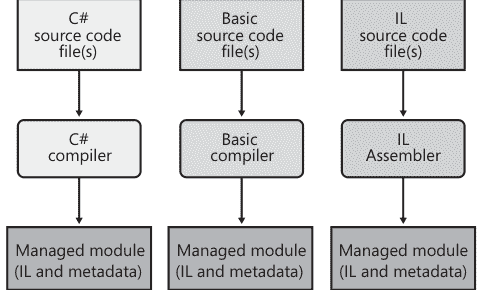 C#
source code
file(s)
Basic
source code
file(s)
IL
source code
file(s)
C#
compiler
Basic
compiler
IL
Assembler
Managed module
(IL and metadata)
Managed module
(IL and metadata)
Managed module
(IL and metadata)